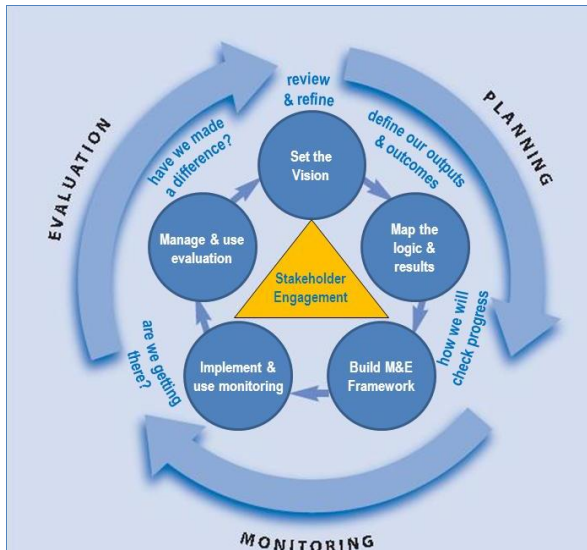 review
& refine
PLANNING
define our outputs
& outcomes
EVALUATION
have we made
a difference?
Set the
Vision
Map the
logic &
results
Manage & use
evaluation
Stakeholder
Engagement
how we will
check progress
are we getting
there?
Implement &
use monitoring
Build M&E
Framework
MONITORING